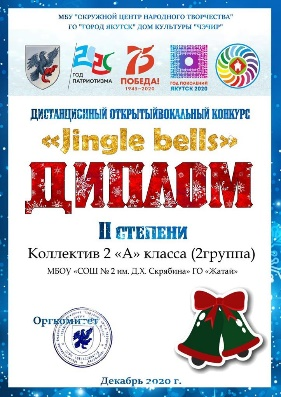 МБУ "ОКРУЖНОЙ ЦЕНТР НАРОДНОГО ТВОРЧЕСТВА"
ГО "ГОРОД ЯКУТСК" ДОМ КУЛЬТУРЫ "ЧЭЧИР"
ГОД
ПАТРИОТИЗМА
75
ПОБЕДА!
1945–2020
ГОД ПОКОЛЕНИЙ
ЯКУТСК 2020
ДИСТАНЦИОННЫЙ ОТКРЫТЫЙВОКАЛЬНЫЙ КОНКУРС
«Jingle bells»
ДИПЛОМ
II СТЕПЕНИ
Коллектив 2 «А» класса (2группа)
МБОУ «СОШ № 2 им. Д.Х. Скрябина» ГО «Жатай»
Оргкомитет
Декабрь 2020 г.